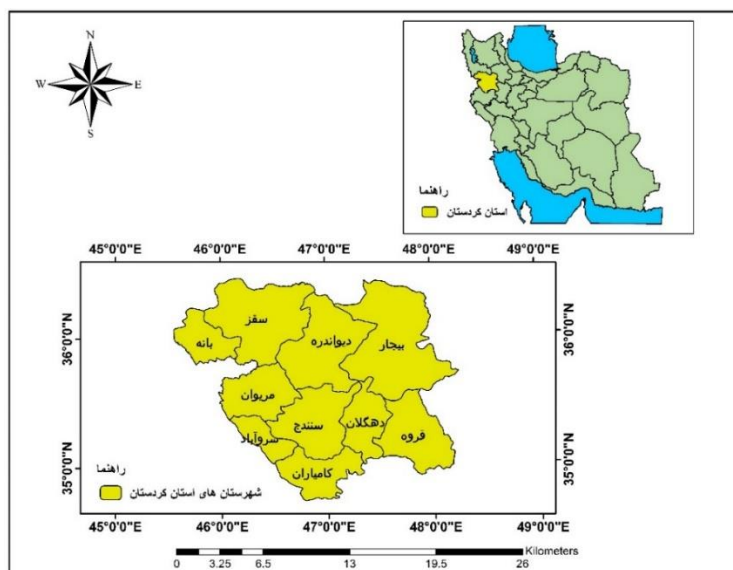 N
W E
S
راهنما
استان کردستان
45°0'0"E 46°0'0"E 47°0'0"E 48°0'0"E 49°0'0"E
36°0'0"N
36°0'0"N
سقز
بانه
دیواندره
بیجار
مریوان
سنندج
دهگلان
قروه
سروآباد
کامیاران
35°0'0"N
35°0'0"N
راهنما
شهرستان های استان کردستان
45°0'0"E 46°0'0"E 47°0'0"E 48°0'0"E 49°0'0"E
Kilometers
0 3.25 6.5 13 19.5 26